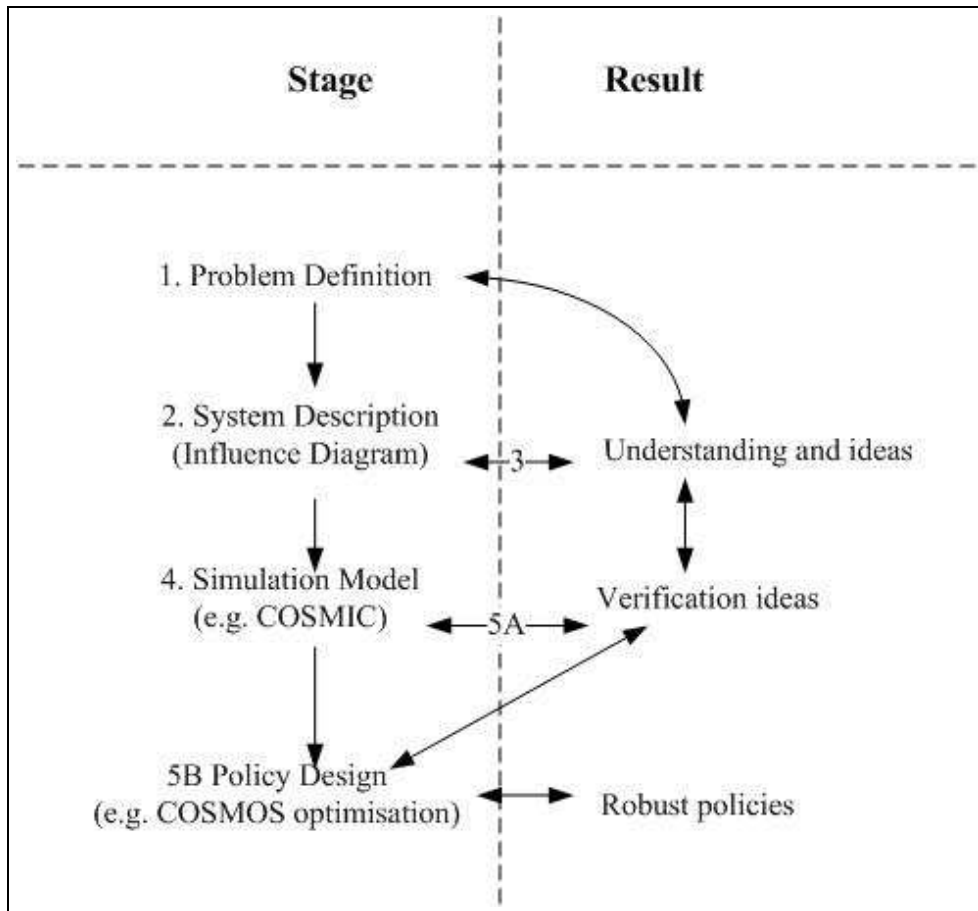 Stage
Result
1. Problem Definition
2. System Description
(Influence Diagram)
3
Understanding and ideas
4. Simulation Model
(e.g. COSMIC)
5A
Verification ideas
5B Policy Design
(e.g. COSMOS optimisation)
Robust policies